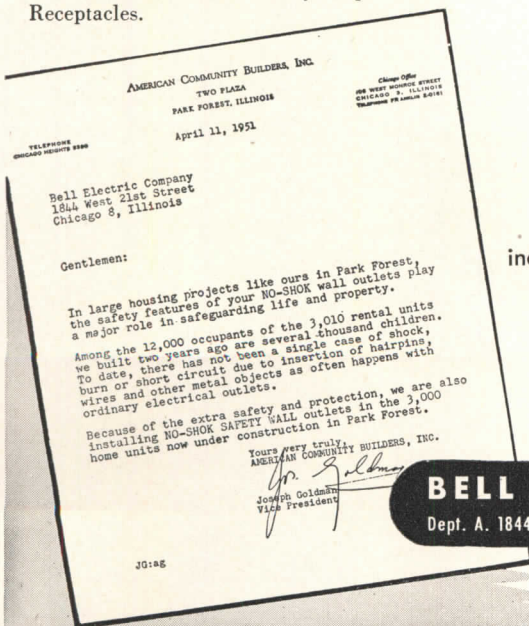 Receptacles.
AMERICAN COMMUNITY BUILDERS, INC.
TWO PLAZA
PARK FOREST, ILLINOIS
Chicago Office
WEST MONROE STREET
CHICAGO 3, ILLINOIS
TELEPHONE FRANKLIN 2-0161
TELEPHONE
CHICAGO HEIGHTS
April 11, 1951
Bell Electric Company
1844 West 21st Street
Chicago 8, Illinois
Gentlemen:
In large housing projects like ours in Park Forest,
the safety features of your NO-SHOK wall outlets play
a major role in safeguarding life and property.
Among the 12,000 occupants of the 3,010 rental units
we built two years ago are several thousand children.
To date, there has not been a single case of shock,
burn or short circuit due to insertion of hairpins,
wires and other metal objects as often happens with
ordinary electrical outlets.
Because of the extra safety and protection, we are also
installing NO-SHOK SAFETY WALL outlets in the 3,000
home units now under construction in Park Forest.
Yours very truly,
AMERICAN COMMUNITY BUILDERS, INC.
Jos. Goldman
Joseph Goldman
Vice President
JG:ag
BELL
Dept. A. 1844